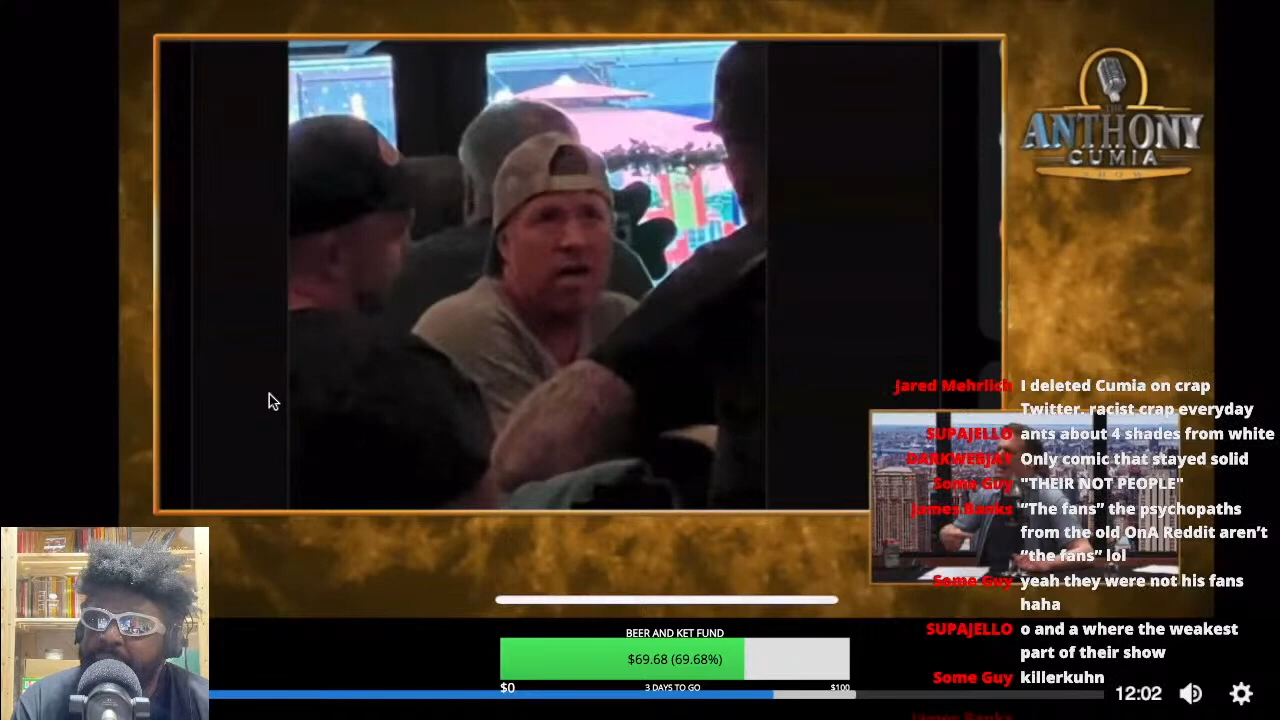 THE
ANTHONY
CUMIA
SHOW
Jared Mehrlich I deleted Cumia on crap
Twitter. racist crap everyday
SUPAJELLO ants about 4 shades from white
DARKWEBJAY Only comic that stayed solid
Some Guy "THEIR NOT PEOPLE"
James Banks “The fans” the psychopaths
from the old OnA Reddit aren’t
“the fans” lol
Some Guy yeah they were not his fans
haha
SUPAJELLO o and a where the weakest
part of their show
Some Guy killerkuhn
BEER AND KET FUND
$69.68 (69.68%)
$0 3 DAYS TO GO $100
12:02